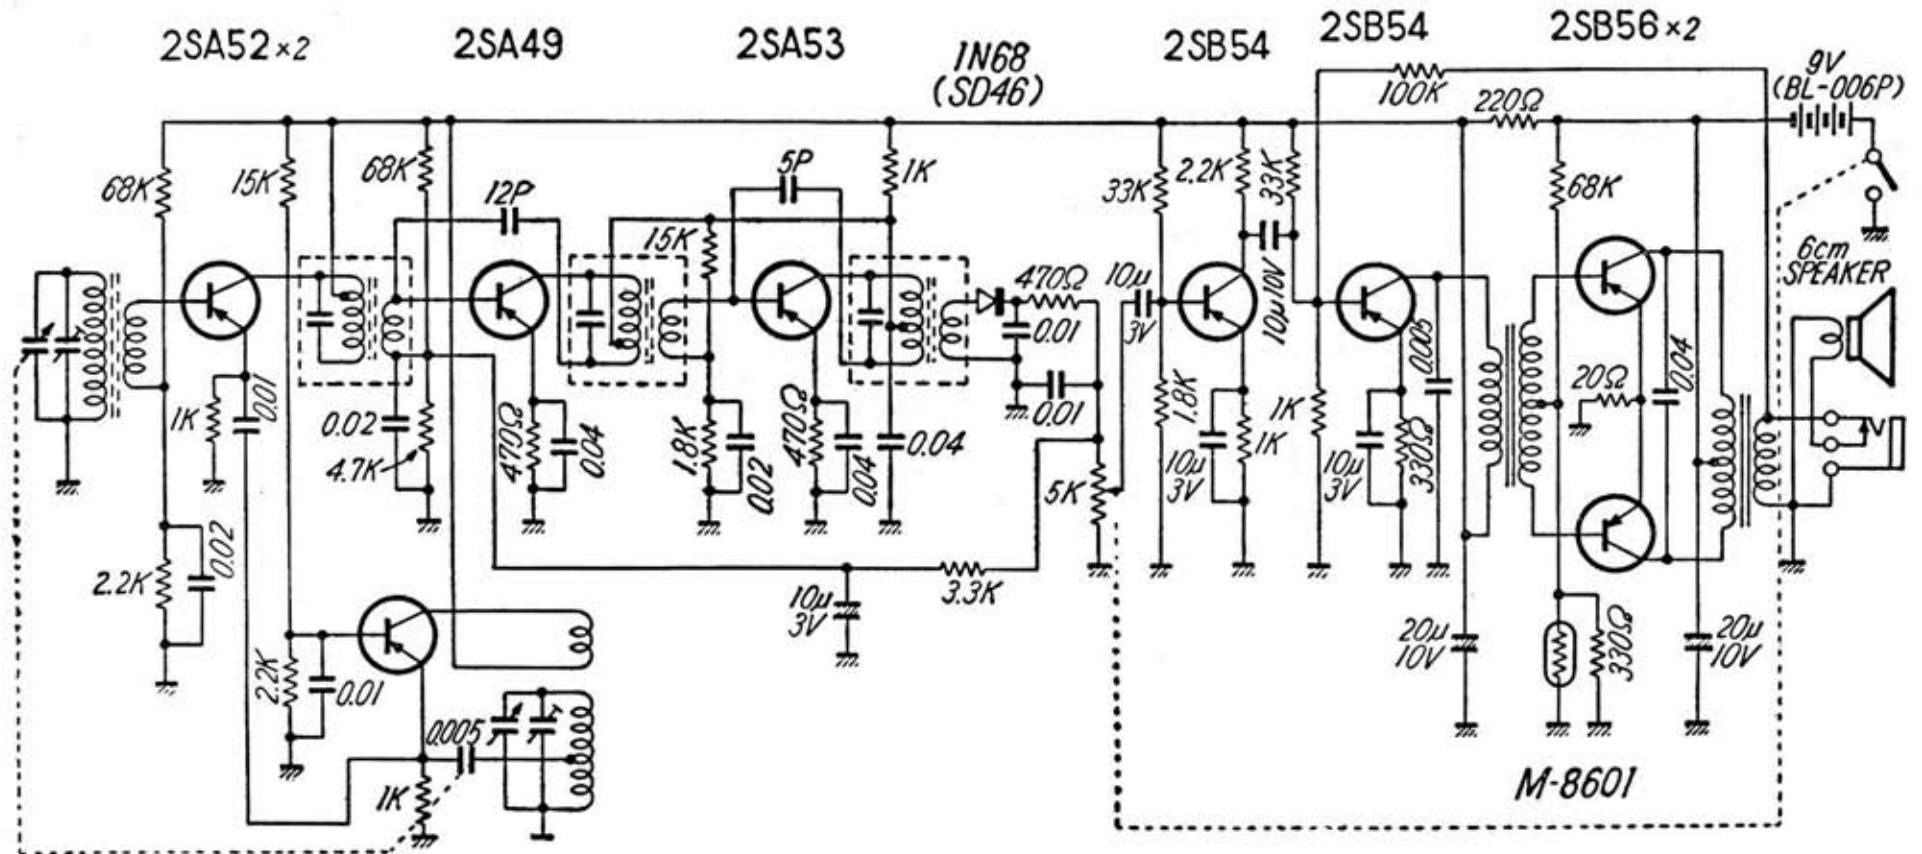 2SA52×2
2SA49
2SA53
1N68
(SD46)
2SB54
2SB54
2SB56×2
9V
(BL-006P)
100K
220Ω
68K
15K
68K
12P
5P
1K
33K
2.2K
33K
68K
15K
6cm
SPEAKER
470Ω
10μ
3V
10μ10V
0.01
0.01
0.005
20Ω
0.04
1K
0.01
0.02
4.7K
470Ω
0.04
1.8K
0.02
470Ω
0.04
0.04
5K
1.8K
10μ
3V
1K
1K
10μ
3V
330Ω
2.2K
0.02
10μ
3V
3.3K
20μ
10V
330Ω
20μ
10V
2.2K
0.01
0.005
1K
M-8601